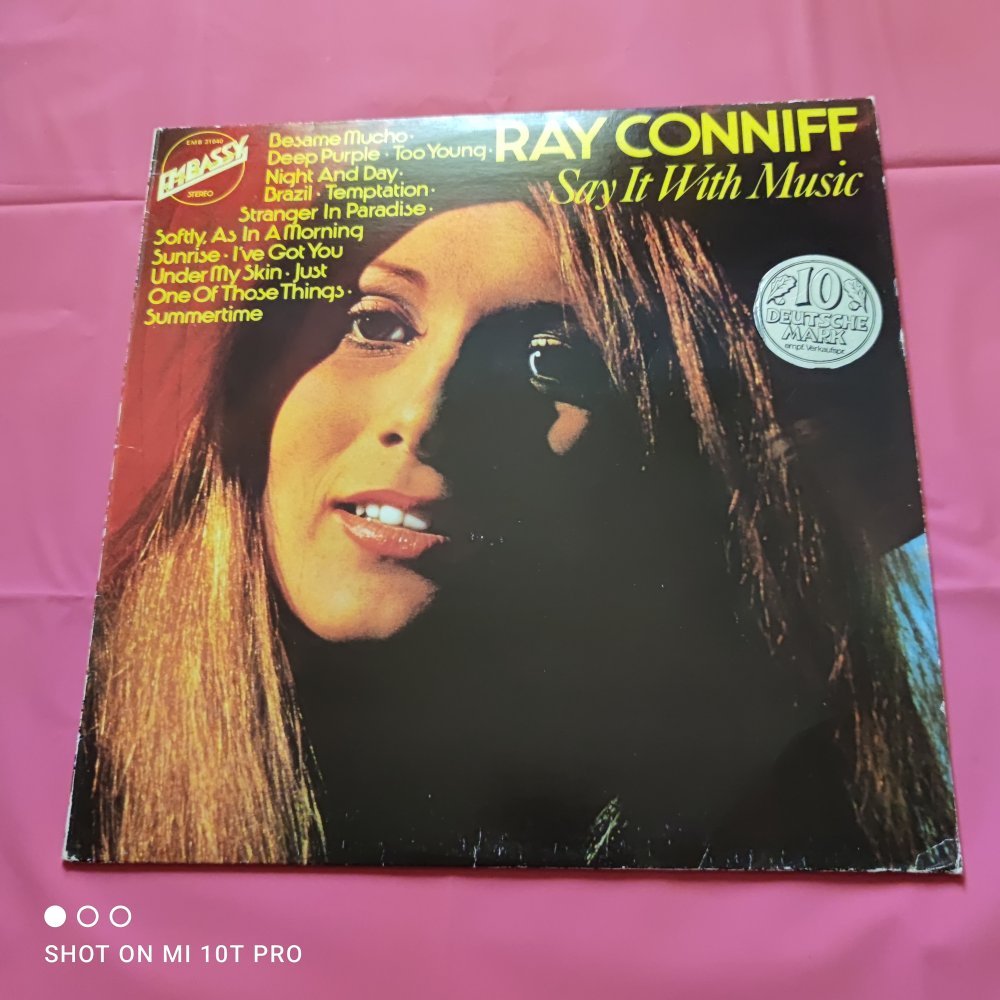 EMB 31040
EMBASSY
STEREO
Besame Mucho ·
Deep Purple · Too Young ·
Night And Day ·
Brazil · Temptation ·
Stranger In Paradise ·
Softly, As In A Morning
Sunrise · I've Got You
Under My Skin · Just
One Of Those Things ·
Summertime
RAY CONNIFF
Say It With Music
10
DEUTSCHE
MARK
empf. Verkaufspr.
SHOT ON MI 10T PRO